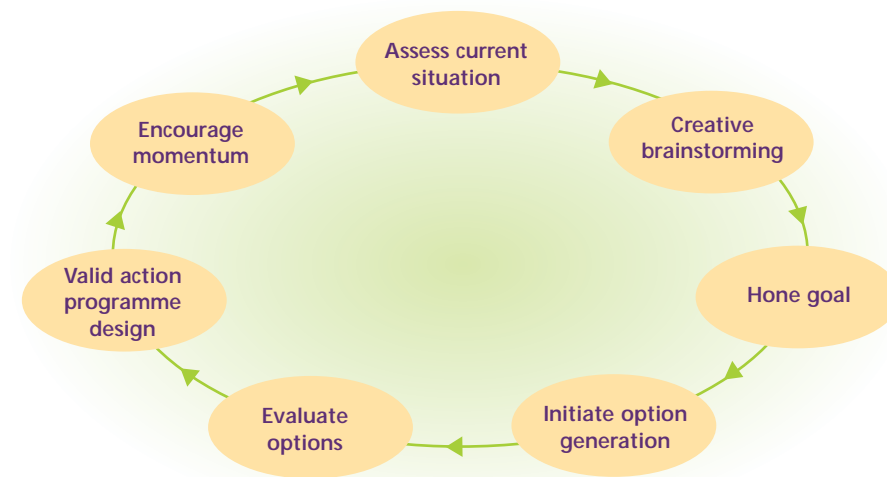 Assess current
situation
Creative
brainstorming
Hone goal
Initiate option
generation
Evaluate
options
Valid action
programme
design
Encourage
momentum